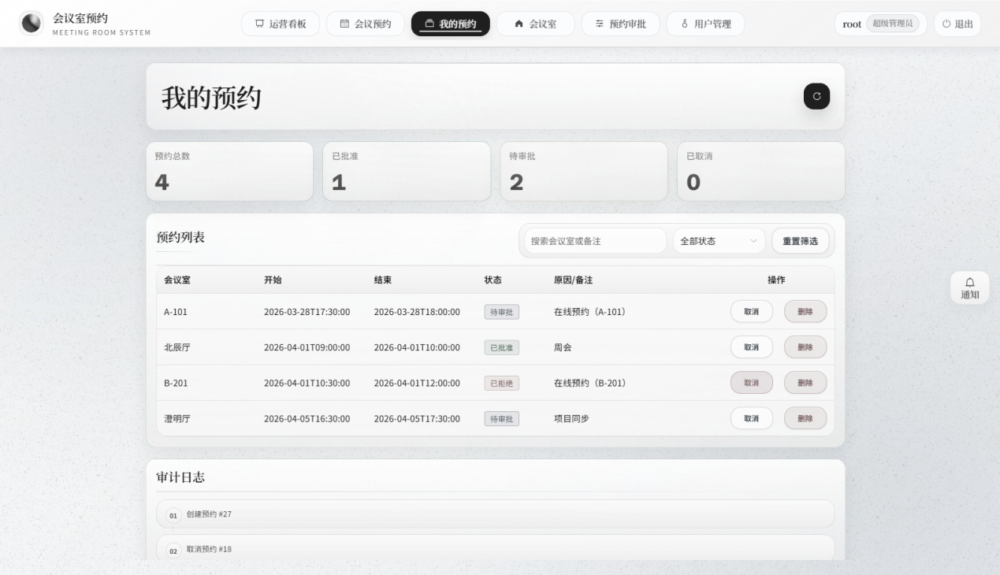 会议室预约
MEETING ROOM SYSTEM
运营看板 会议预约 我的预约 会议室 预约审批 用户管理
root 超级管理员 退出
我的预约
预约总数 已批准 待审批 已取消
4 1 2 0
预约列表 搜索会议室或备注 全部状态 重置筛选
会议室 开始 结束 状态 原因/备注 操作
A-101 2026-03-28T17:30:00 2026-03-28T18:00:00 待审批 在线预约（A-101） 取消 删除
北辰厅 2026-04-01T09:00:00 2026-04-01T10:00:00 已批准 周会 取消 删除
B-201 2026-04-01T10:30:00 2026-04-01T12:00:00 已拒绝 在线预约（B-201） 取消 删除
澄明厅 2026-04-05T16:30:00 2026-04-05T17:30:00 待审批 项目同步 取消 删除
通知
审计日志
01 创建预约 #27
02 取消预约 #18